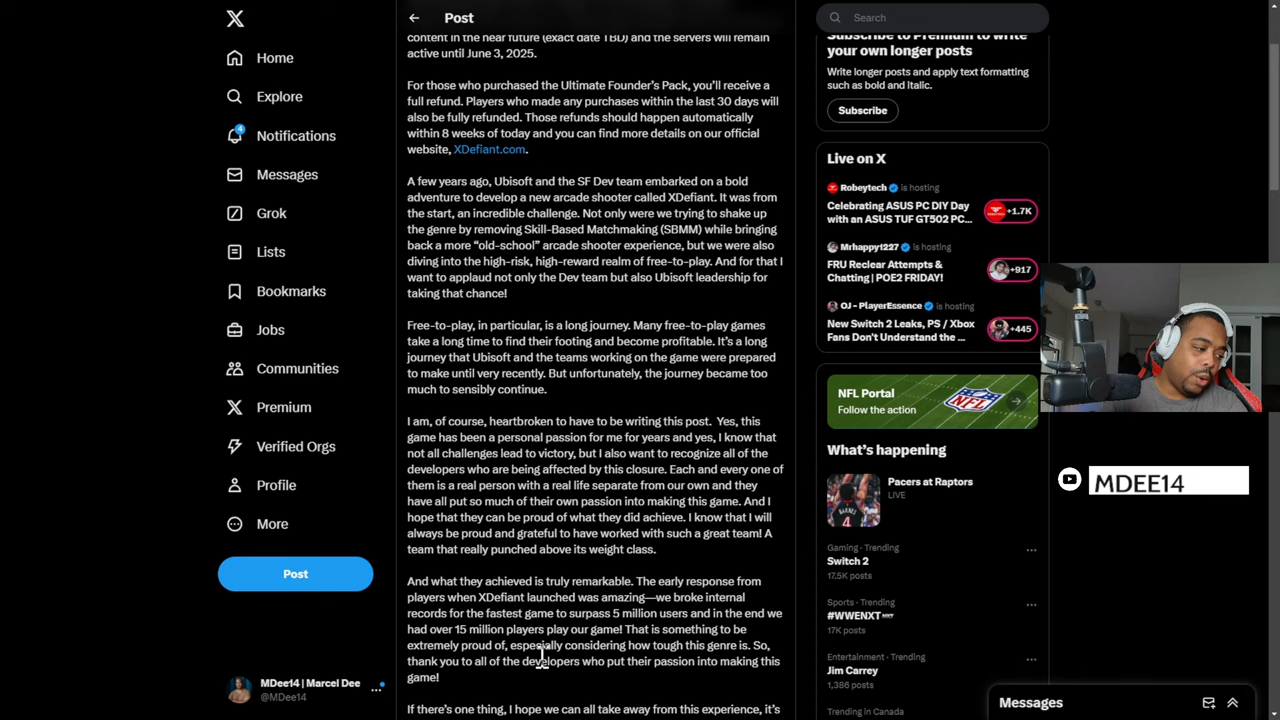 Home
Explore
4
Notifications
Messages
Grok
Lists
Bookmarks
Jobs
Communities
Premium
Verified Orgs
Profile
More
Post
MDee14 | Marcel Dee
@MDee14
Post
content in the near future (exact date TBD) and the servers will remain
active until June 3, 2025.
For those who purchased the Ultimate Founder's Pack, you'll receive a
full refund. Players who made any purchases within the last 30 days will
also be fully refunded. Those refunds should happen automatically
within 8 weeks of today and you can find more details on our official
website, XDefiant.com.
A few years ago, Ubisoft and the SF Dev team embarked on a bold
adventure to develop a new arcade shooter called XDefiant. It was from
the start, an incredible challenge. Not only were we trying to shake up
the genre by removing Skill-Based Matchmaking (SBMM) while bringing
back a more "old-school" arcade shooter experience, but we were also
diving into the high-risk, high-reward realm of free-to-play. And for that I
want to applaud not only the Dev team but also Ubisoft leadership for
taking that chance!
Free-to-play, in particular, is a long journey. Many free-to-play games
take a long time to find their footing and become profitable. It's a long
journey that Ubisoft and the teams working on the game were prepared
to make until very recently. But unfortunately, the journey became too
much to sensibly continue.
I am, of course, heartbroken to have to be writing this post. Yes, this
game has been a personal passion for me for years and yes, I know that
not all challenges lead to victory, but I also want to recognize all of the
developers who are being affected by this closure. Each and every one of
them is a real person with a real life separate from our own and they
have all put so much of their own passion into making this game. And I
hope that they can be proud of what they did achieve. I know that I will
always be proud and grateful to have worked with such a great team! A
team that really punched above its weight class.
And what they achieved is truly remarkable. The early response from
players when XDefiant launched was amazing—we broke internal
records for the fastest game to surpass 5 million users and in the end we
had over 15 million players play our game! That is something to be
extremely proud of, especially considering how tough this genre is. So,
thank you to all of the developers who put their passion into making this
game!
If there's one thing, I hope we can all take away from this experience, it's
Search
Subscribe to Premium to write
your own longer posts
Write longer posts and apply text formatting
such as bold and italic.
Subscribe
Live on X
Robeytech is hosting
Celebrating ASUS PC DIY Day
with an ASUS TUF GT502 PC...
+1.7K
Mrhappy1227 is hosting
FRU Reclear Attempts &
Chatting | POE2 FRIDAY!
+917
OJ - PlayerEssence is hosting
New Switch 2 Leaks, PS / Xbox
Fans Don't Understand the ...
+445
NFL Portal
Follow the action
NFL
What's happening
Pacers at Raptors
LIVE
Gaming · Trending
Switch 2
17.5K posts
Sports · Trending
#WWENXT
17K posts
Entertainment · Trending
Jim Carrey
1,386 posts
Trending in Canada
MDEE14
Messages